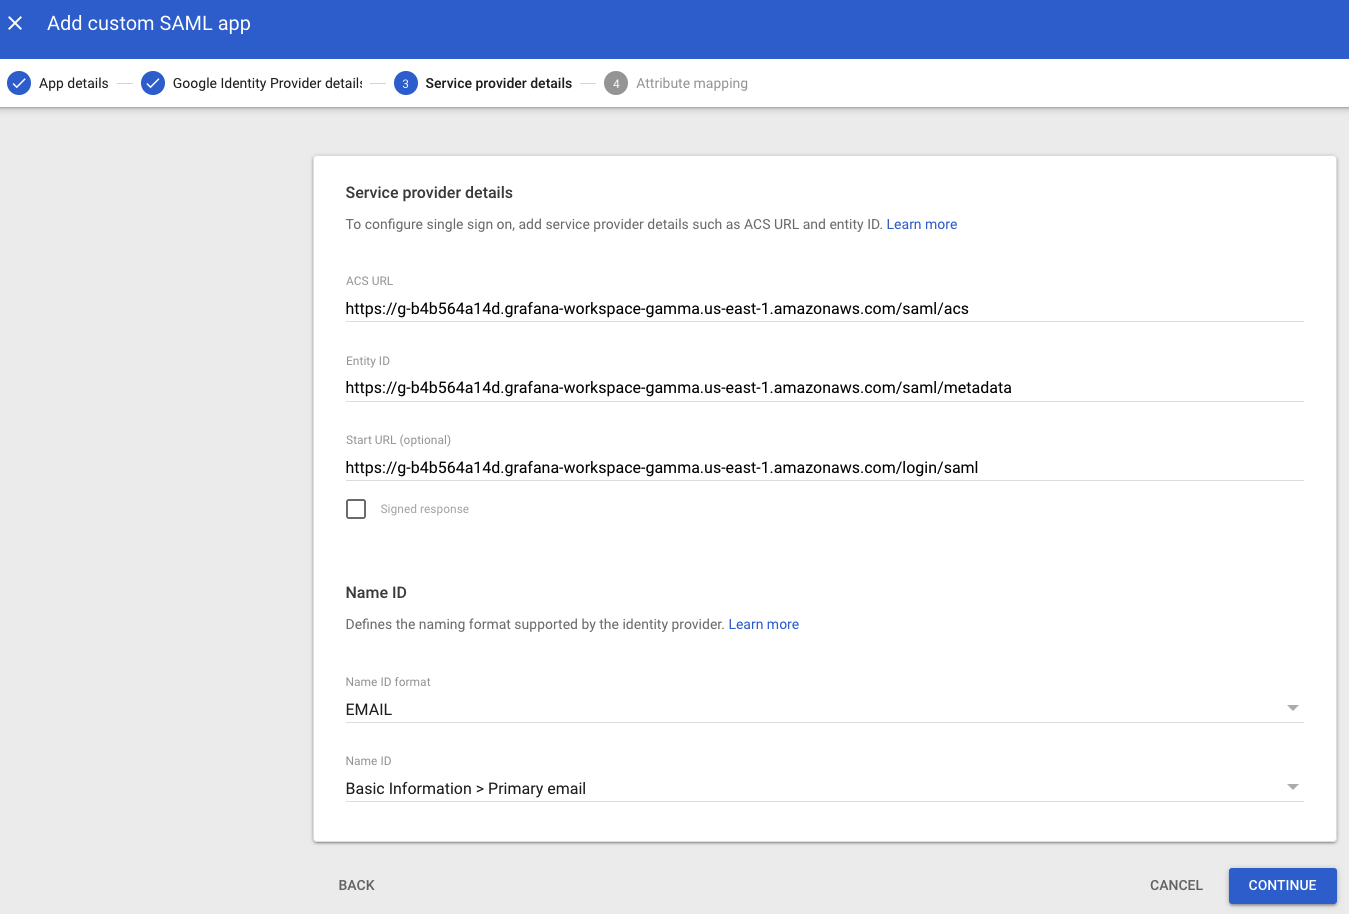 Add custom SAML app
App details
Google Identity Provider details
3 Service provider details
4 Attribute mapping
Service provider details
To configure single sign on, add service provider details such as ACS URL and entity ID. Learn more
ACS URL
https://g-b4b564a14d.grafana-workspace-gamma.us-east-1.amazonaws.com/saml/acs
Entity ID
https://g-b4b564a14d.grafana-workspace-gamma.us-east-1.amazonaws.com/saml/metadata
Start URL (optional)
https://g-b4b564a14d.grafana-workspace-gamma.us-east-1.amazonaws.com/login/saml
Signed response
Name ID
Defines the naming format supported by the identity provider. Learn more
Name ID format
EMAIL
Name ID
Basic Information > Primary email
BACK
CANCEL
CONTINUE